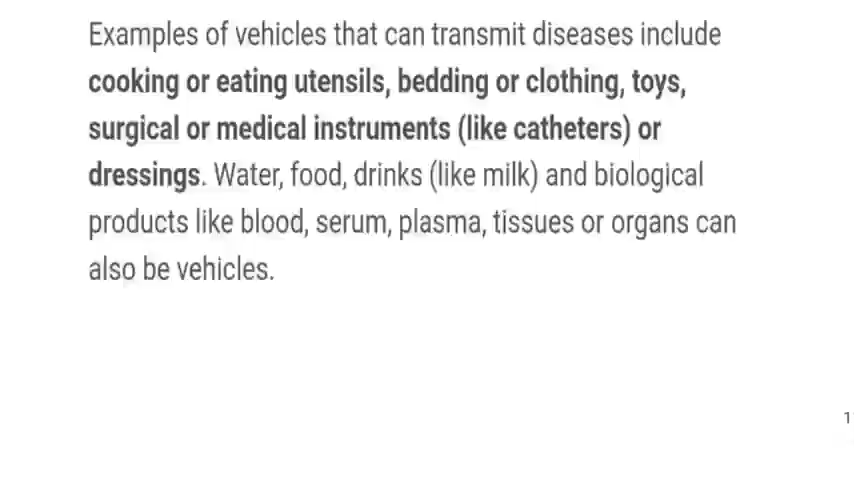 Examples of vehicles that can transmit diseases include
cooking or eating utensils, bedding or clothing, toys,
surgical or medical instruments (like catheters) or
dressings. Water, food, drinks (like milk) and biological
products like blood, serum, plasma, tissues or organs can
also be vehicles.
1